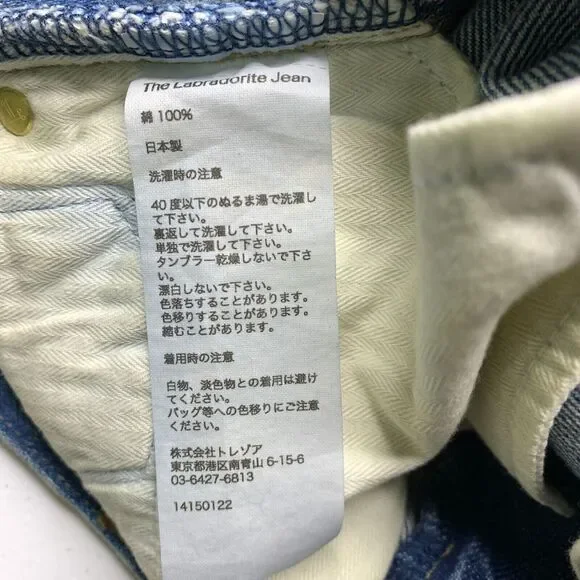 The Labradorite Jean
綿 100%
日本製
洗濯時の注意
40 度以下のぬるま湯で洗濯し
て下さい。
裏返して洗濯して下さい。
単独で洗濯して下さい。
タンブラー乾燥しないで下さ
い。
漂白しないで下さい。
色落ちすることがあります。
色移りすることがあります。
縮むことがあります。
着用時の注意
白物、淡色物との着用は避け
てください。
バッグ等への色移りにご注意
ください。
株式会社トレゾア
東京都港区南青山 6-15-6
03-6427-6813
14150122